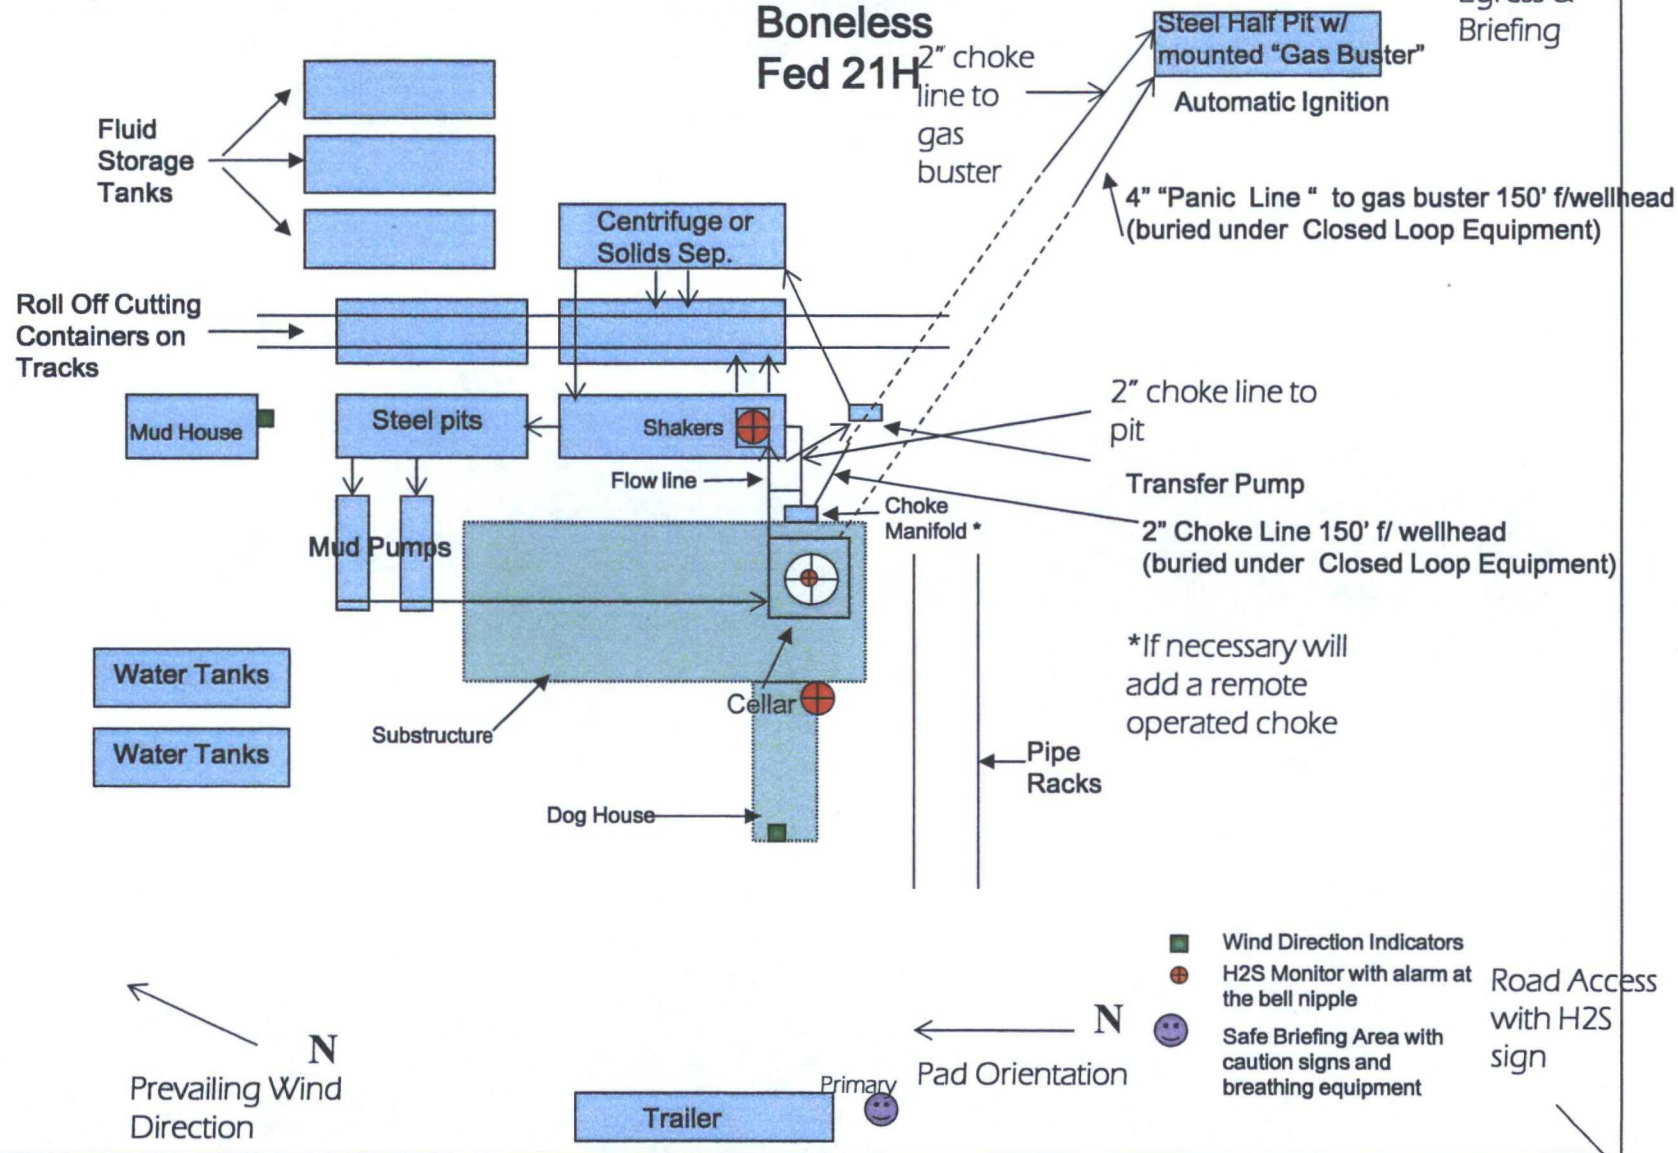 Boneless
Fed 21H
2” choke
line to
gas
buster
Steel Half Pit w/
mounted “Gas Buster”
Automatic Ignition
Briefing
Fluid
Storage
Tanks
Centrifuge or
Solids Sep.
4” “Panic Line “ to gas buster 150’ f/wellhead
(buried under Closed Loop Equipment)
Roll Off Cutting
Containers on
Tracks
Mud House
Steel pits
Shakers
2” choke line to
pit
Flow line
Transfer Pump
Choke
Manifold *
2” Choke Line 150’ f/ wellhead
(buried under Closed Loop Equipment)
Mud Pumps
*If necessary will
add a remote
operated choke
Water Tanks
Water Tanks
Cellar
Substructure
Pipe
Racks
Dog House
Wind Direction Indicators
H2S Monitor with alarm at
the bell nipple
Safe Briefing Area with
caution signs and
breathing equipment
Road Access
with H2S
sign
N
Prevailing Wind
Direction
N
Pad Orientation
Primary
Trailer